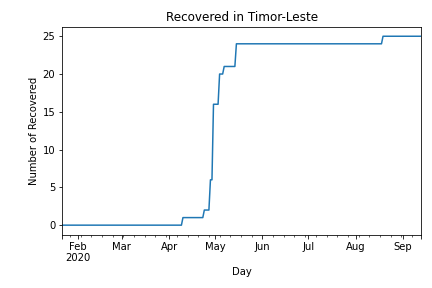 Recovered in Timor-Leste
Number of Recovered
25
20
15
10
5
0
Feb Mar Apr May Jun Jul Aug Sep
2020
Day